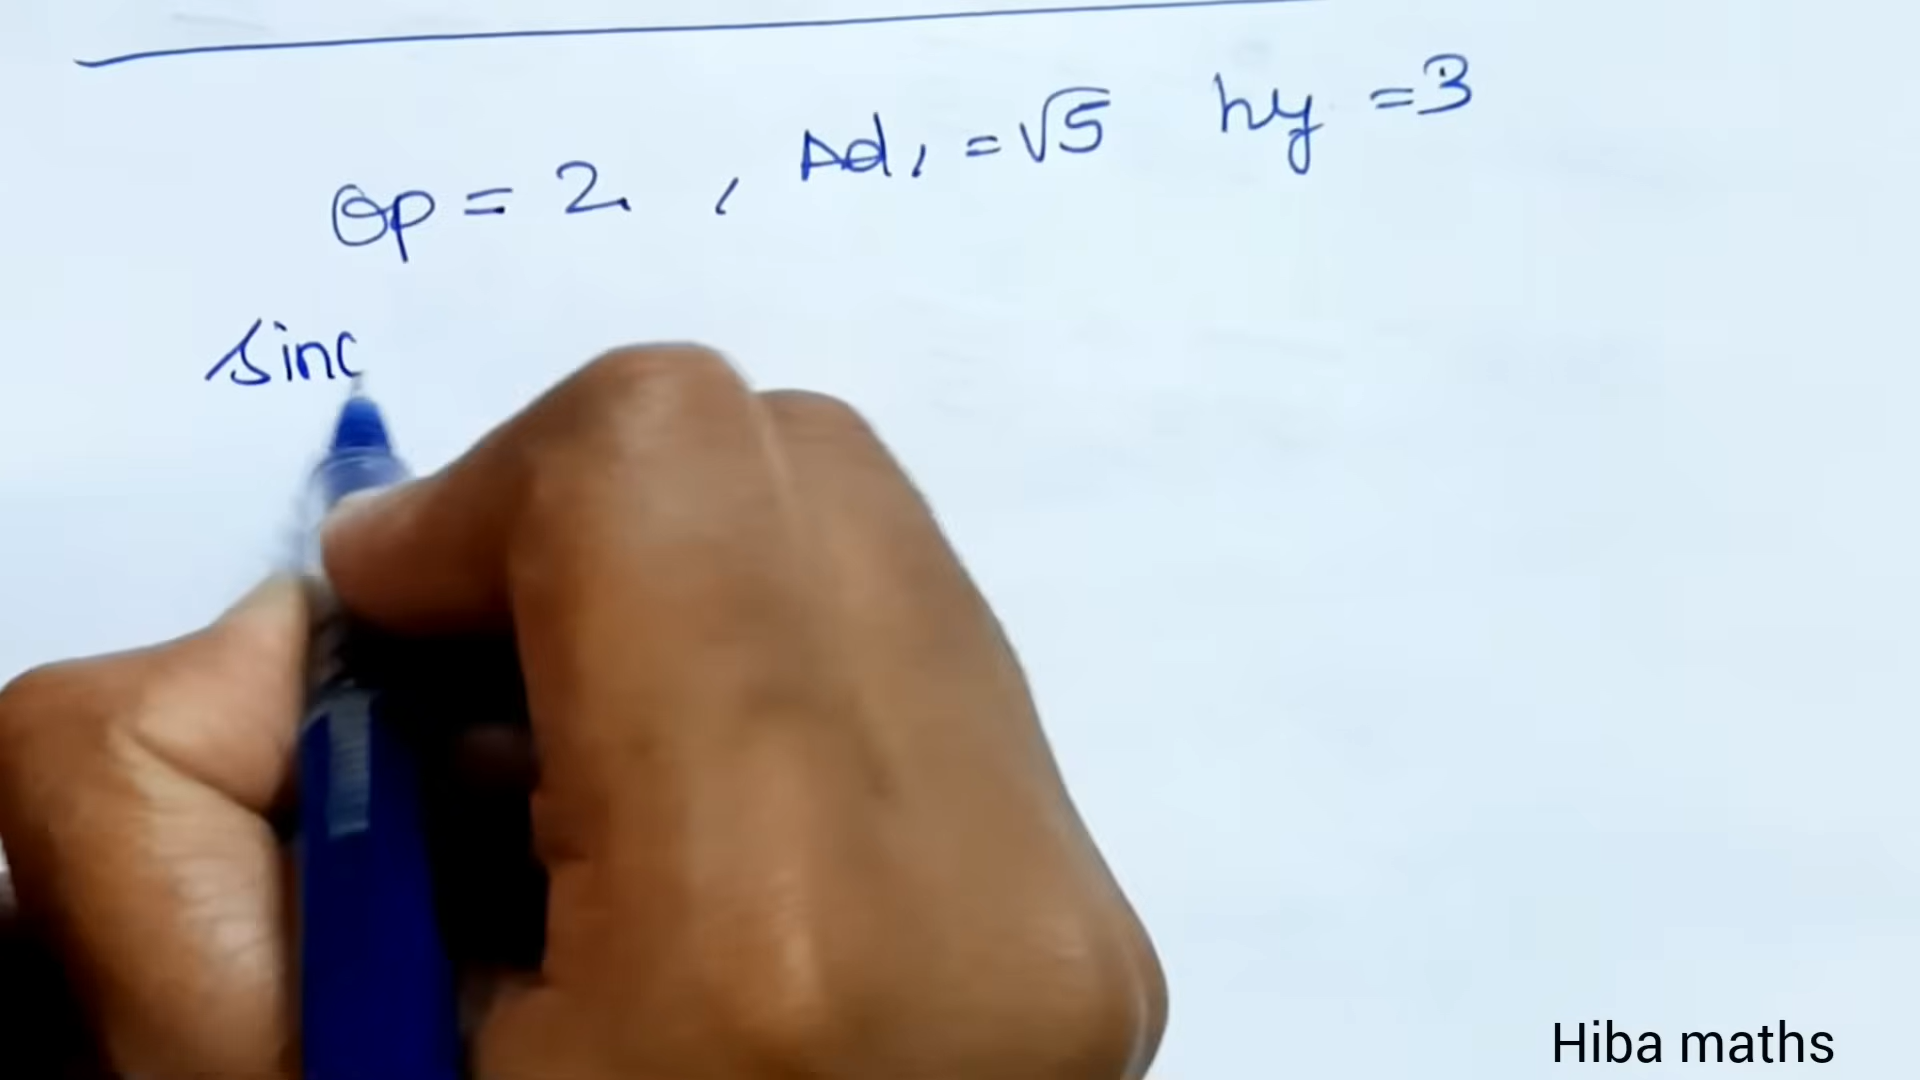 Op = 2 , Ad, = √5 hy = 3
sinc
Hiba maths